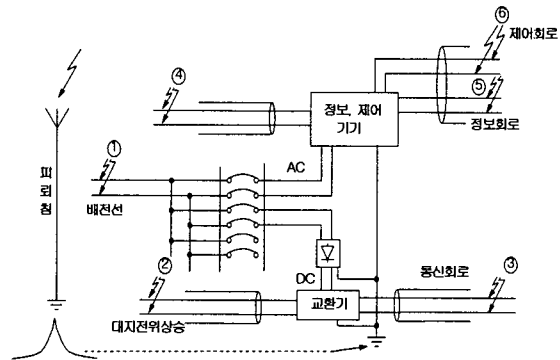 ⑥
제어회로
④
⑤
정보, 제어
기기
정보회로
①
AC
피뢰침
배전선
②
DC
통신회로
③
교환기
대지전위상승